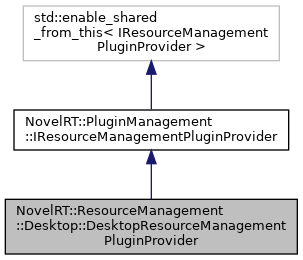 std::enable_shared
_from_this< IResourceManagement
PluginProvider >
NovelRT::PluginManagement
::IResourceManagementPluginProvider
NovelRT::ResourceManagement
::Desktop::DesktopResourceManagement
PluginProvider